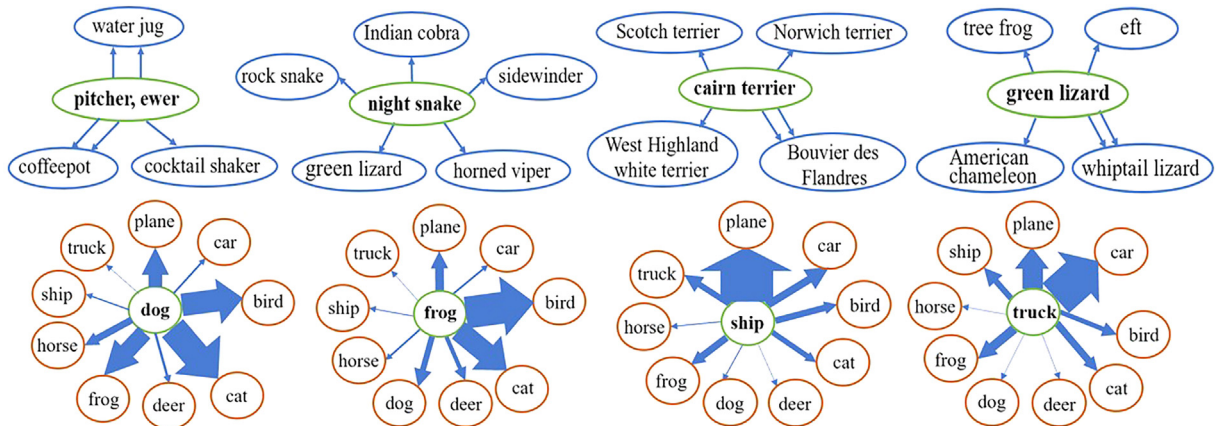 water jug
pitcher, ewer
coffeepot
cocktail shaker
Indian cobra
rock snake
sidewinder
night snake
green lizard
horned viper
Scotch terrier
Norwich terrier
cairn terrier
West Highland
white terrier
Bouvier des
Flandres
tree frog
eft
green lizard
American
chameleon
whiptail lizard
plane
truck
car
ship
bird
dog
horse
frog
deer
cat
plane
truck
car
ship
bird
frog
horse
dog
deer
cat
plane
car
truck
bird
horse
ship
cat
frog
dog
deer
plane
ship
car
horse
truck
bird
frog
cat
dog
deer